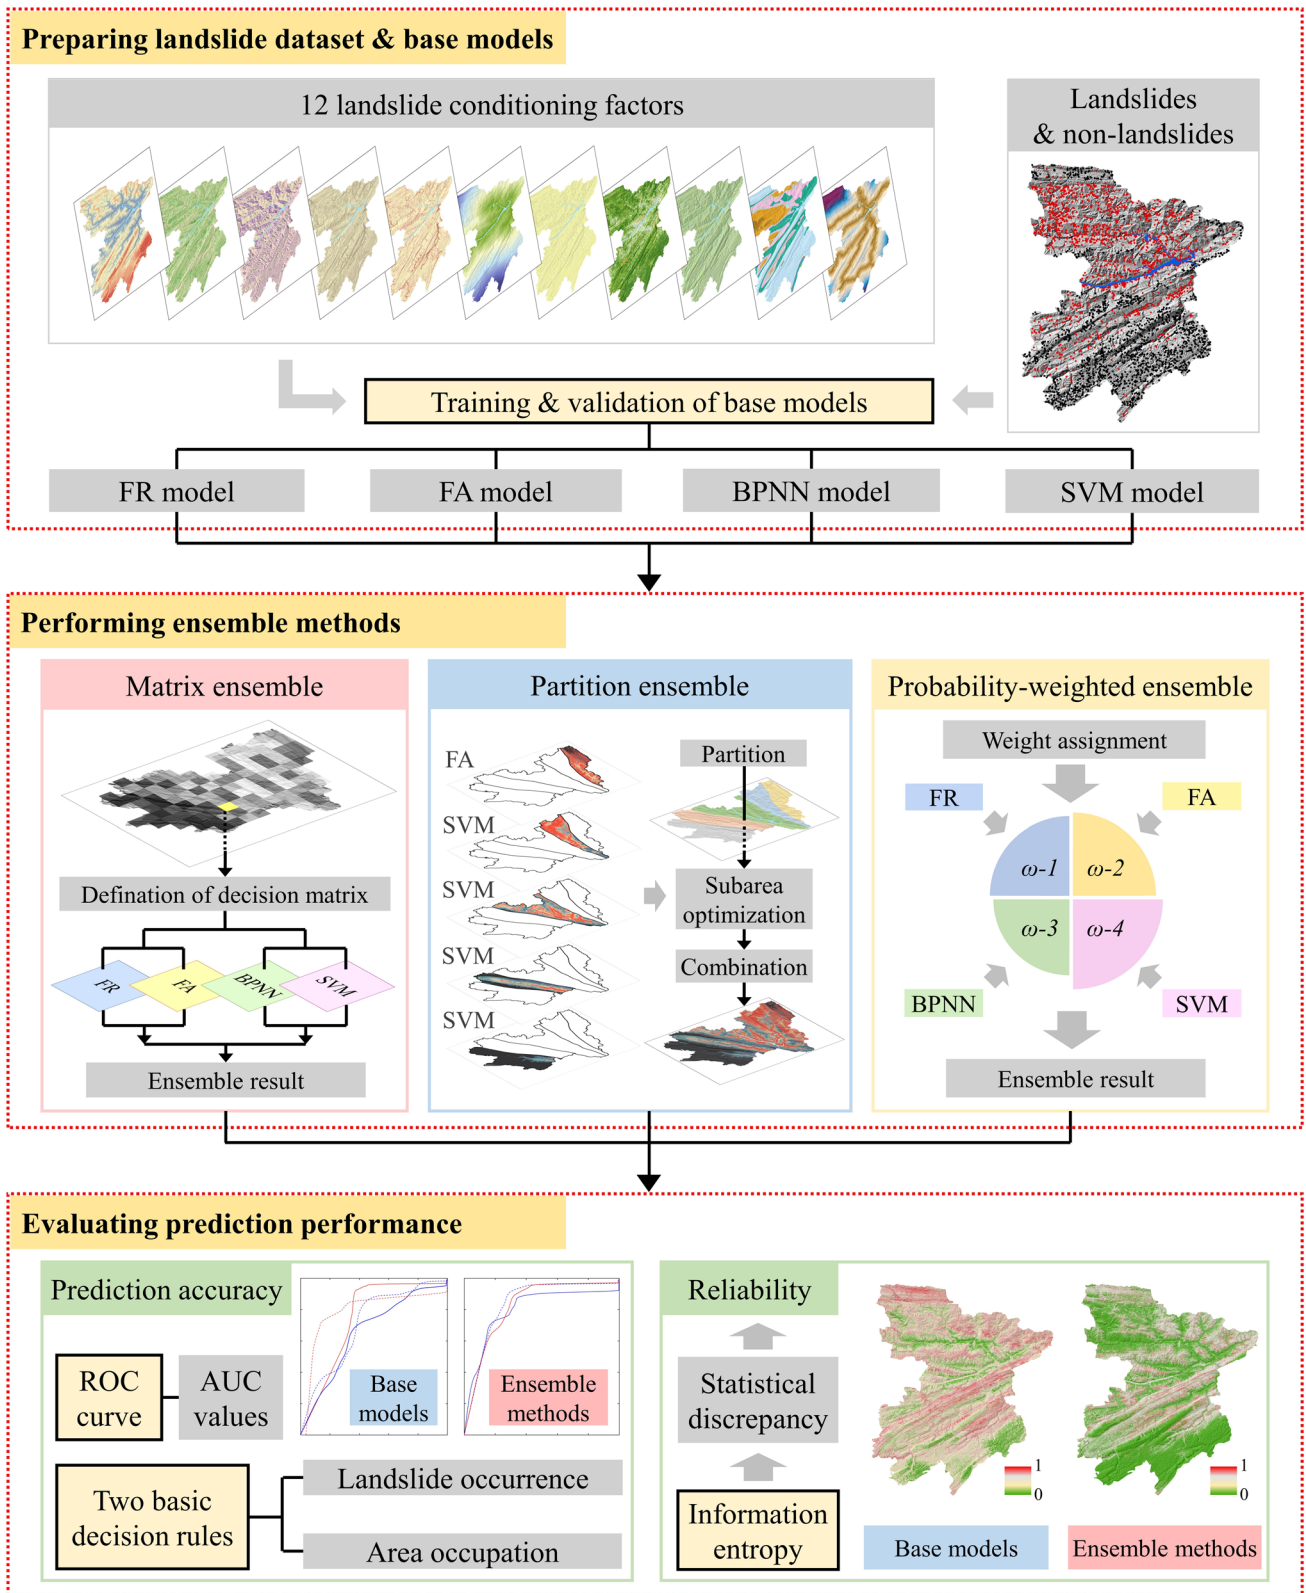 Preparing landslide dataset & base models
12 landslide conditioning factors
Landslides
& non-landslides
Training & validation of base models
FR model
FA model
BPNN model
SVM model
Performing ensemble methods
Matrix ensemble
Defination of decision matrix
FR
FA
BPNN
SVM
Ensemble result
Partition ensemble
FA
SVM
SVM
SVM
SVM
Partition
Subarea
optimization
Combination
Probability-weighted ensemble
Weight assignment
FR
FA
ω-1
ω-2
ω-3
ω-4
BPNN
SVM
Ensemble result
Evaluating prediction performance
Prediction accuracy
ROC
curve
AUC
values
Base
models
Ensemble
methods
Two basic
decision rules
Landslide occurrence
Area occupation
Reliability
Statistical
discrepancy
Information
entropy
1
0
Base models
1
0
Ensemble methods